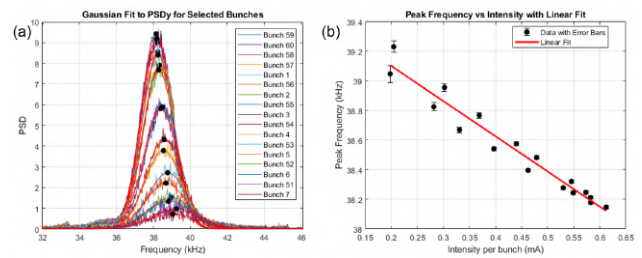 (a)
Gaussian Fit to PSDy for Selected Bunches
PSD
10
9
8
7
6
5
4
3
2
1
0
32
34
36
38
40
42
44
46
Frequency (kHz)
Bunch 59
Bunch 60
Bunch 58
Bunch 57
Bunch 1
Bunch 56
Bunch 2
Bunch 55
Bunch 3
Bunch 54
Bunch 4
Bunch 53
Bunch 5
Bunch 52
Bunch 6
Bunch 51
Bunch 7
(b)
Peak Frequency vs Intensity with Linear Fit
Peak Frequency (kHz)
39.4
39.2
39
38.8
38.6
38.4
38.2
38
0.15
0.2
0.25
0.3
0.35
0.4
0.45
0.5
0.55
0.6
0.65
Intensity per bunch (mA)
Data with Error Bars
Linear Fit